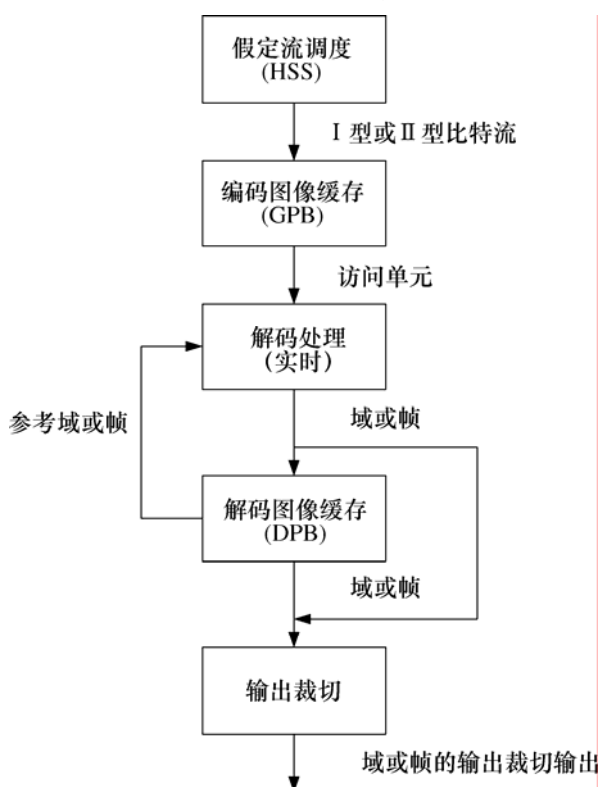 假定流调度
(HSS)
Ⅰ型或Ⅱ型比特流
编码图像缓存
(GPB)
访问单元
解码处理
(实时)
参考域或帧
域或帧
解码图像缓存
(DPB)
域或帧
输出裁切
域或帧的输出裁切输出